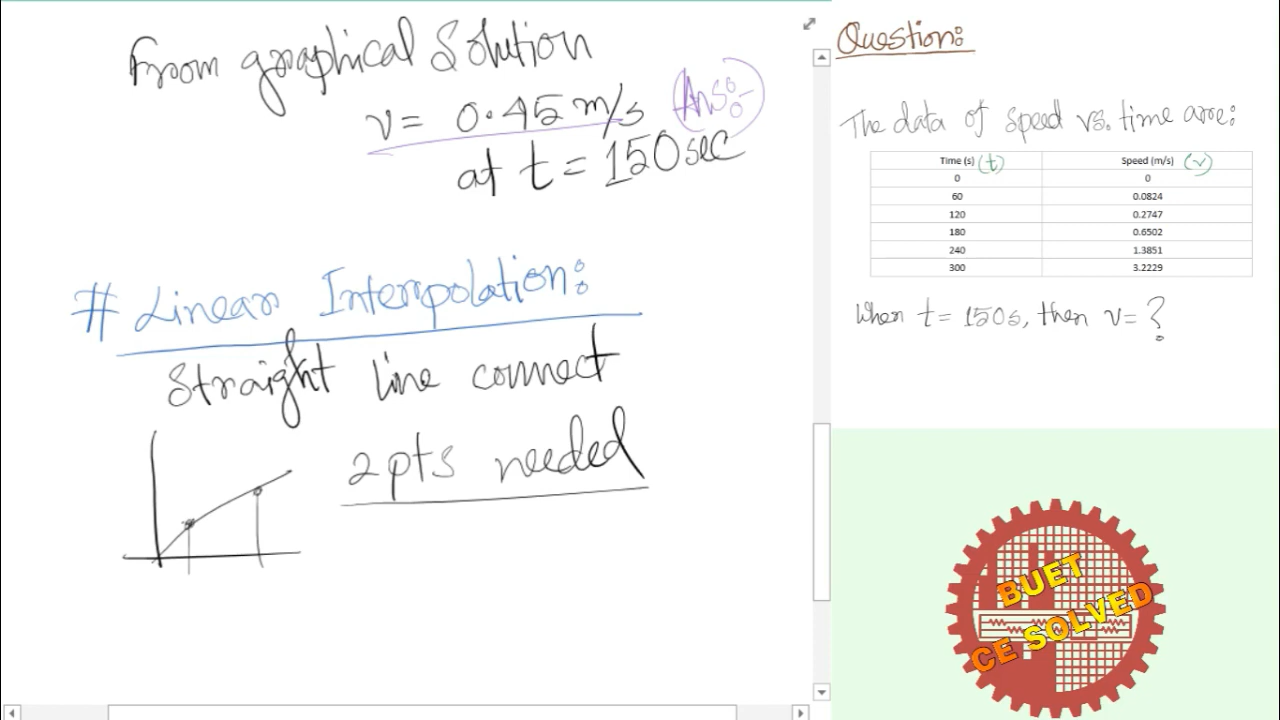 From graphical Solution
v = 0.45 m/s Ans:-
at t = 150 sec
# Linear Interpolation:
Straight line connect
2 pts needed
Question:
The data of speed vs. time are:
Time (s) (t) Speed (m/s) (v)
0 0
60 0.0824
120 0.2747
180 0.6502
240 1.3851
300 3.2229
When t = 150s, then v = ?
BUET
CE SOLVED